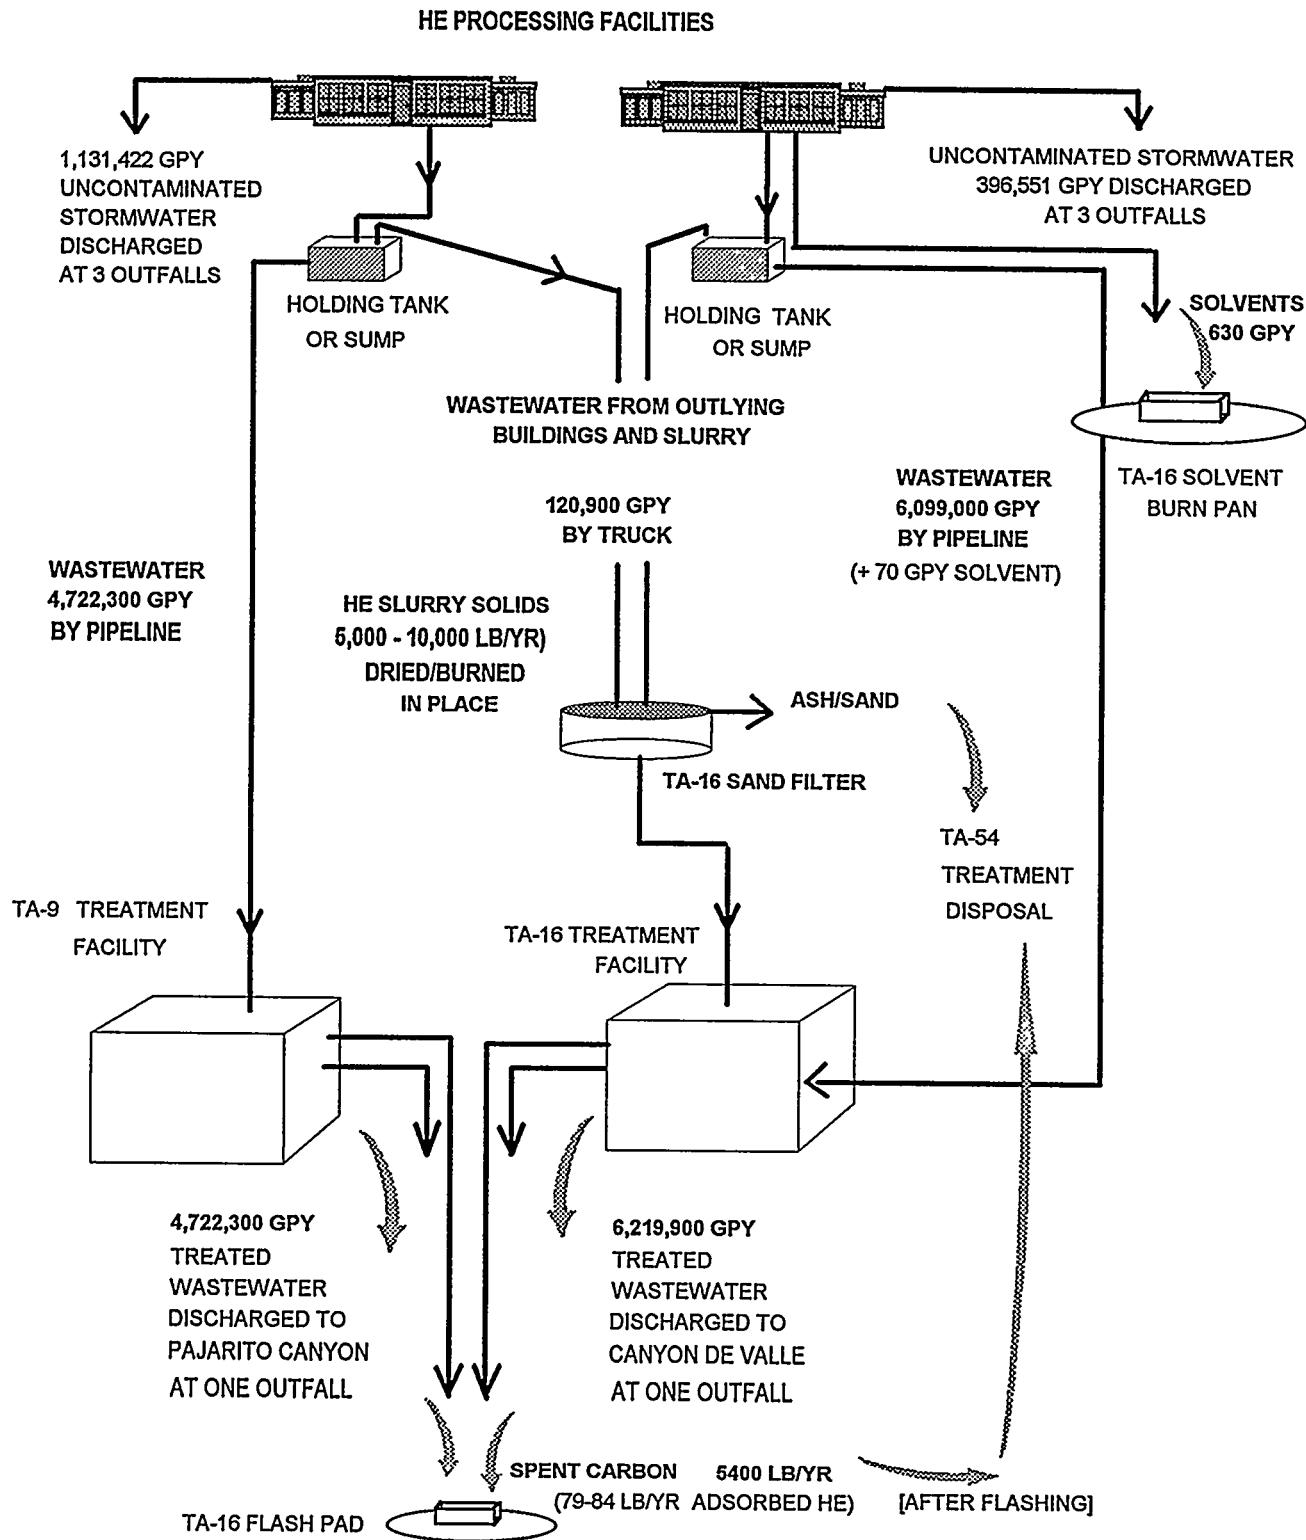 HE PROCESSING FACILITIES
1,131,422 GPY
UNCONTAMINATED
STORMWATER
DISCHARGED
AT 3 OUTFALLS
UNCONTAMINATED STORMWATER
396,551 GPY DISCHARGED
AT 3 OUTFALLS
HOLDING TANK
OR SUMP
HOLDING TANK
OR SUMP
SOLVENTS
630 GPY
WASTEWATER FROM OUTLYING
BUILDINGS AND SLURRY
TA-16 SOLVENT
BURN PAN
WASTEWATER
6,099,000 GPY
BY PIPELINE
(+ 70 GPY SOLVENT)
120,900 GPY
BY TRUCK
WASTEWATER
4,722,300 GPY
BY PIPELINE
HE SLURRY SOLIDS
5,000 - 10,000 LB/YR)
DRIED/BURNED
IN PLACE
ASH/SAND
TA-16 SAND FILTER
TA-54
TREATMENT
DISPOSAL
TA-9 TREATMENT
FACILITY
TA-16 TREATMENT
FACILITY
4,722,300 GPY
TREATED
WASTEWATER
DISCHARGED TO
PAJARITO CANYON
AT ONE OUTFALL
6,219,900 GPY
TREATED
WASTEWATER
DISCHARGED TO
CANYON DE VALLE
AT ONE OUTFALL
SPENT CARBON 5400 LB/YR
(79-84 LB/YR ADSORBED HE)
[AFTER FLASHING]
TA-16 FLASH PAD